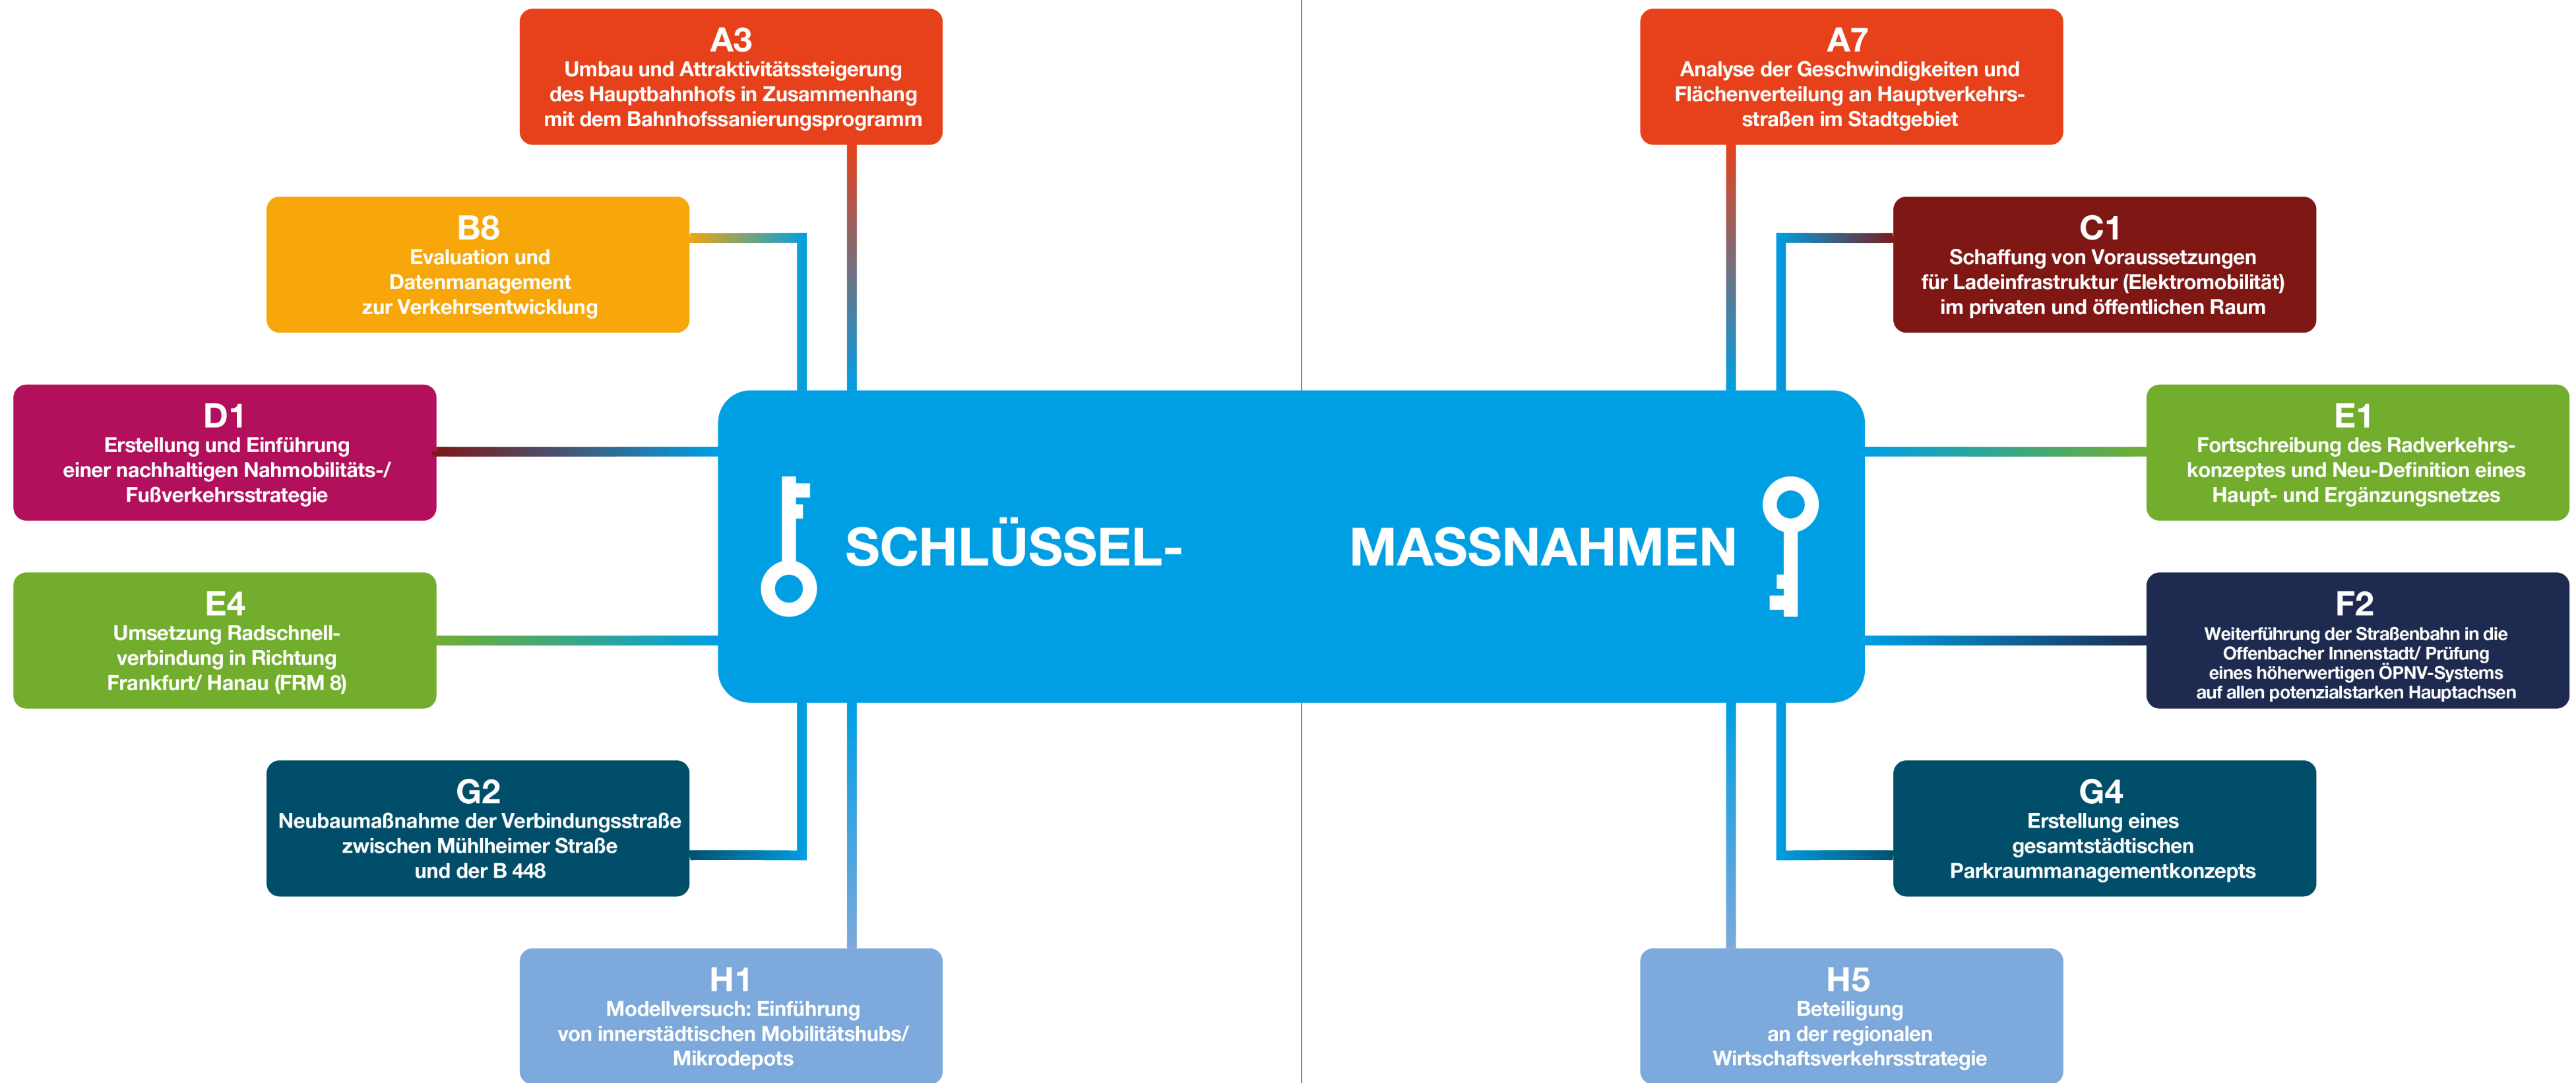 A3
Umbau und Attraktivitätssteigerung
des Hauptbahnhofs in Zusammenhang
mit dem Bahnhofssanierungsprogramm
A7
Analyse der Geschwindigkeiten und
Flächenverteilung an Hauptverkehrs-
straßen im Stadtgebiet
B8
Evaluation und
Datenmanagement
zur Verkehrsentwicklung
C1
Schaffung von Voraussetzungen
für Ladeinfrastruktur (Elektromobilität)
im privaten und öffentlichen Raum
D1
Erstellung und Einführung
einer nachhaltigen Nahmobilitäts-/
Fußverkehrsstrategie
E1
Fortschreibung des Radverkehrs-
konzeptes und Neu-Definition eines
Haupt- und Ergänzungsnetzes
SCHLÜSSEL- MASSNAHMEN
E4
Umsetzung Radschnell-
verbindung in Richtung
Frankfurt/ Hanau (FRM 8)
F2
Weiterführung der Straßenbahn in die
Offenbacher Innenstadt/ Prüfung
eines höherwertigen ÖPNV-Systems
auf allen potenzialstarken Hauptachsen
G2
Neubaumaßnahme der Verbindungsstraße
zwischen Mühlheimer Straße
und der B 448
G4
Erstellung eines
gesamtstädtischen
Parkraummanagementkonzepts
H1
Modellversuch: Einführung
von innerstädtischen Mobilitätshubs/
Mikrodepots
H5
Beteiligung
an der regionalen
Wirtschaftsverkehrsstrategie